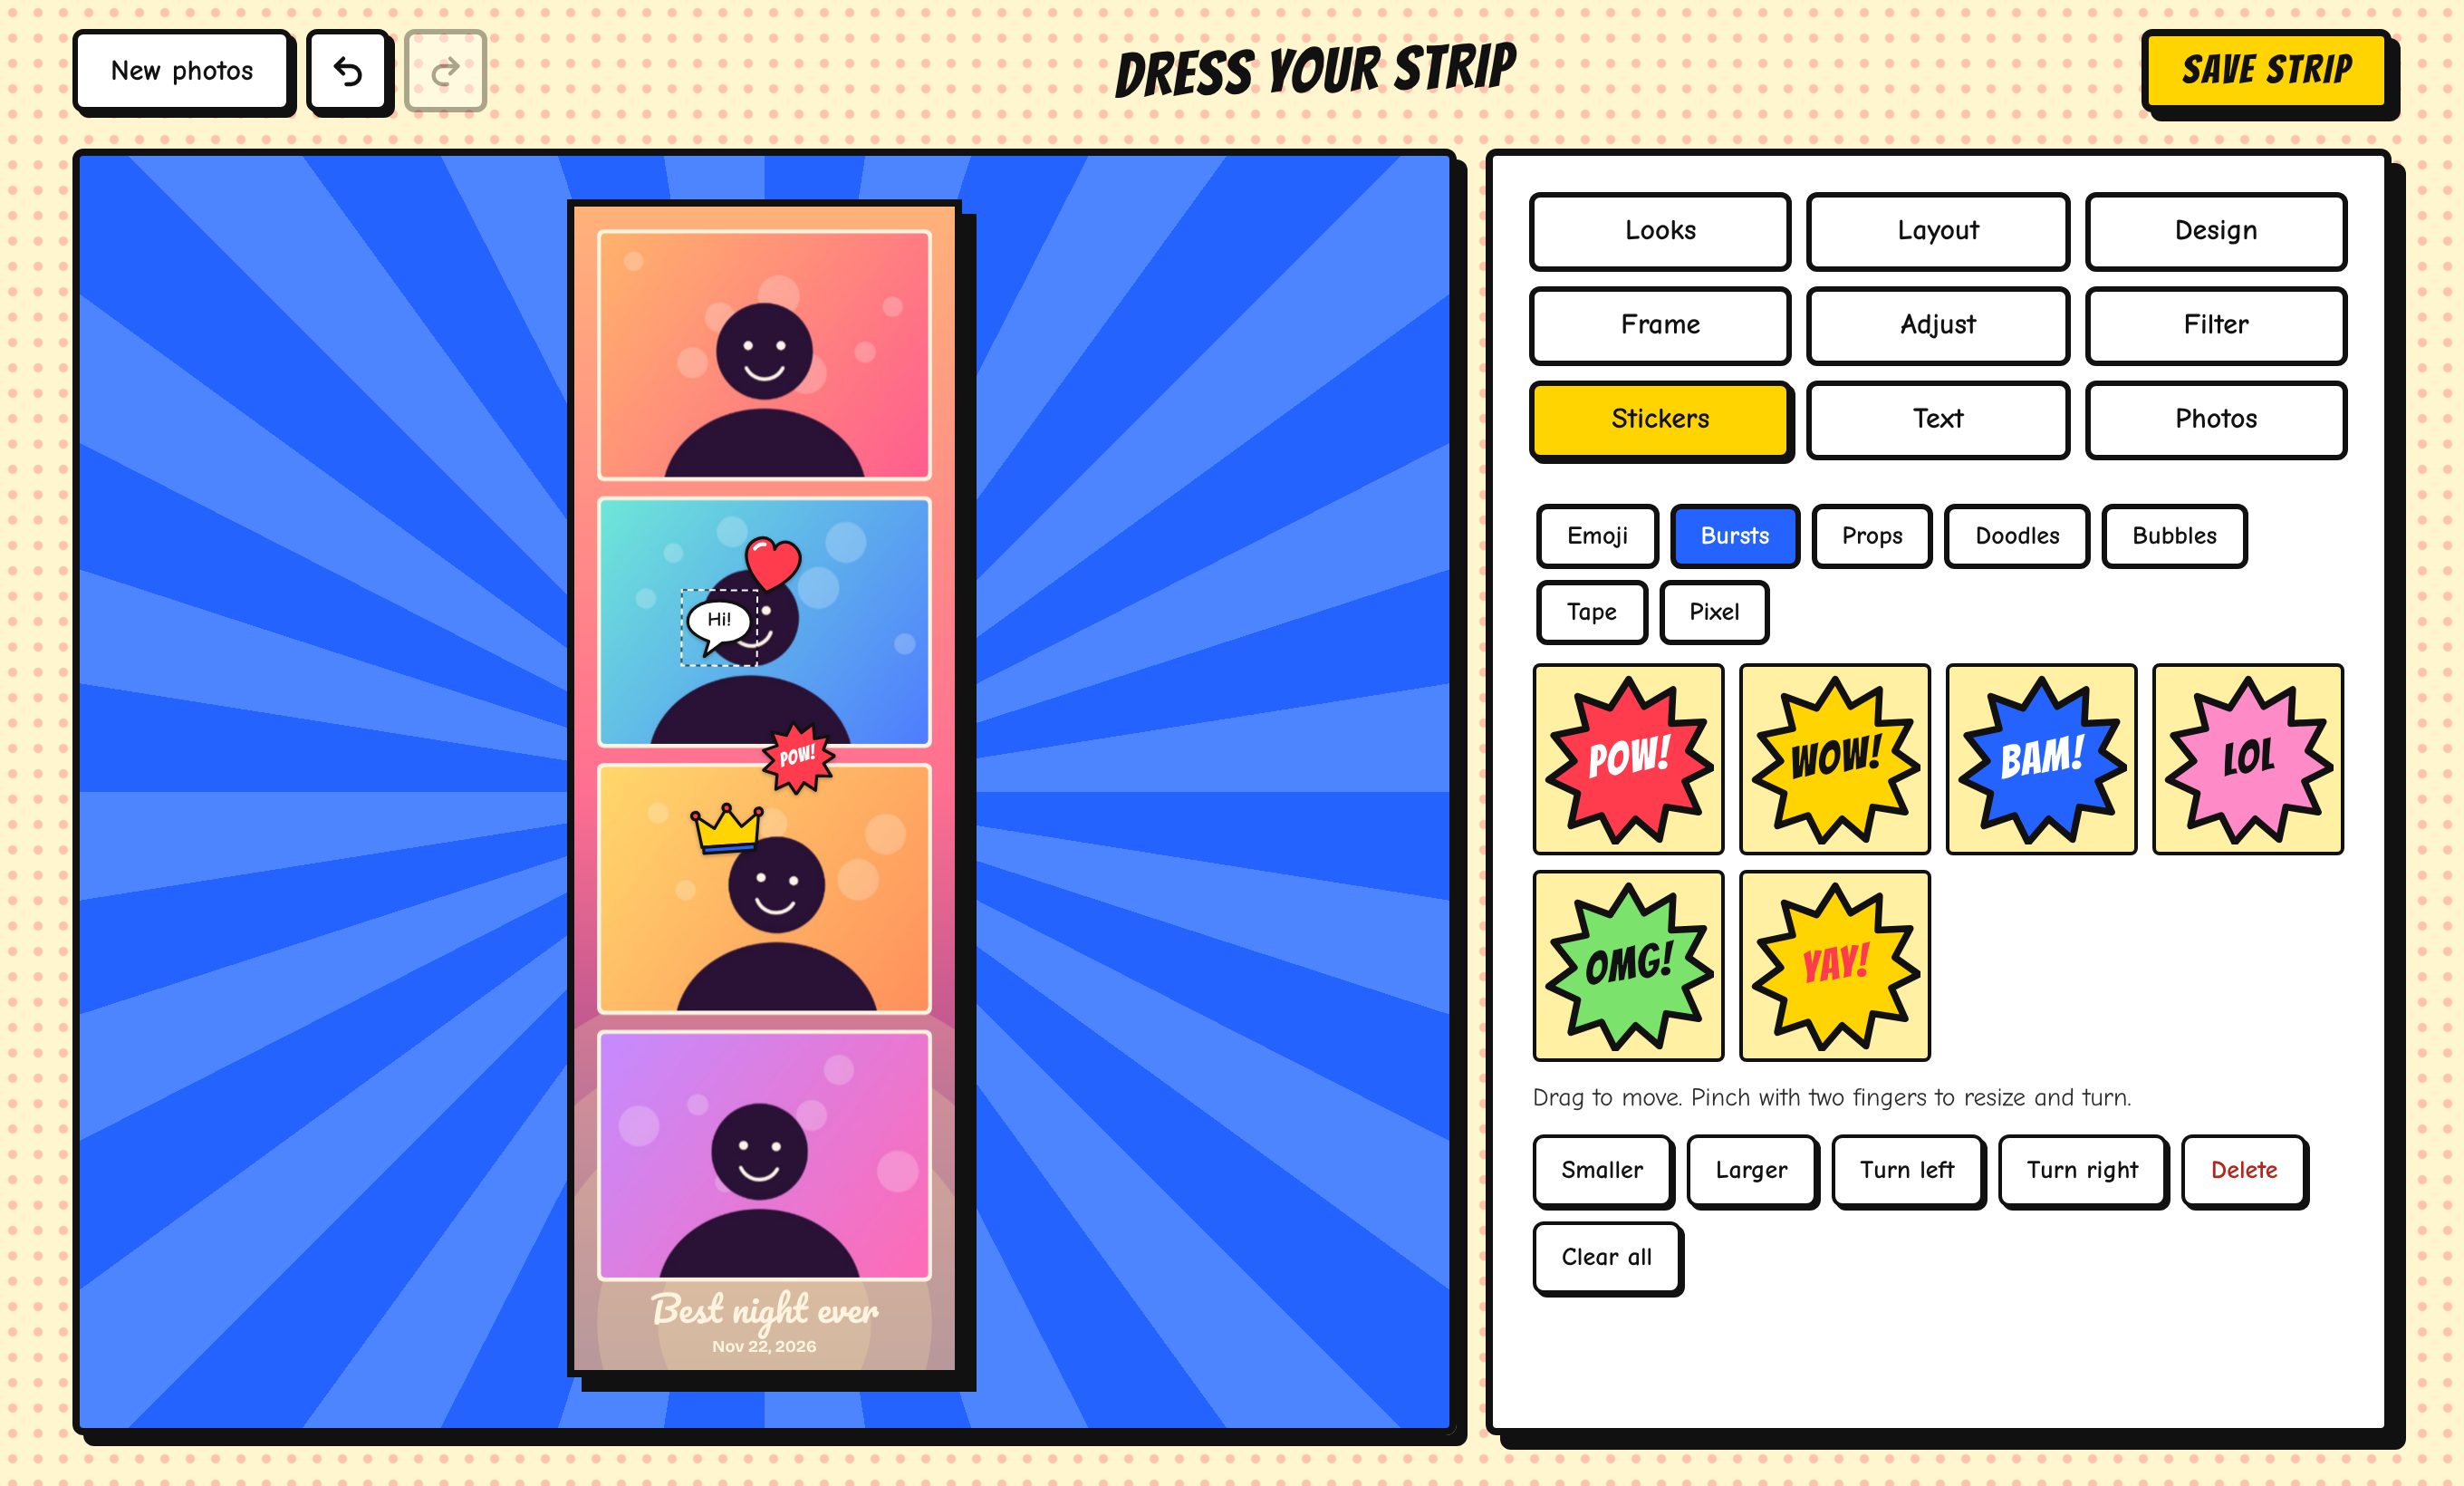 New photos
DRESS YOUR STRIP
SAVE STRIP
Looks
Layout
Design
Frame
Adjust
Filter
Stickers
Text
Photos
Emoji
Bursts
Props
Doodles
Bubbles
Tape
Pixel
Hi!
POW!
Best night ever
Nov 22, 2026
POW!
WOW!
BAM!
LOL
OMG!
YAY!
Drag to move. Pinch with two fingers to resize and turn.
Smaller
Larger
Turn left
Turn right
Delete
Clear all